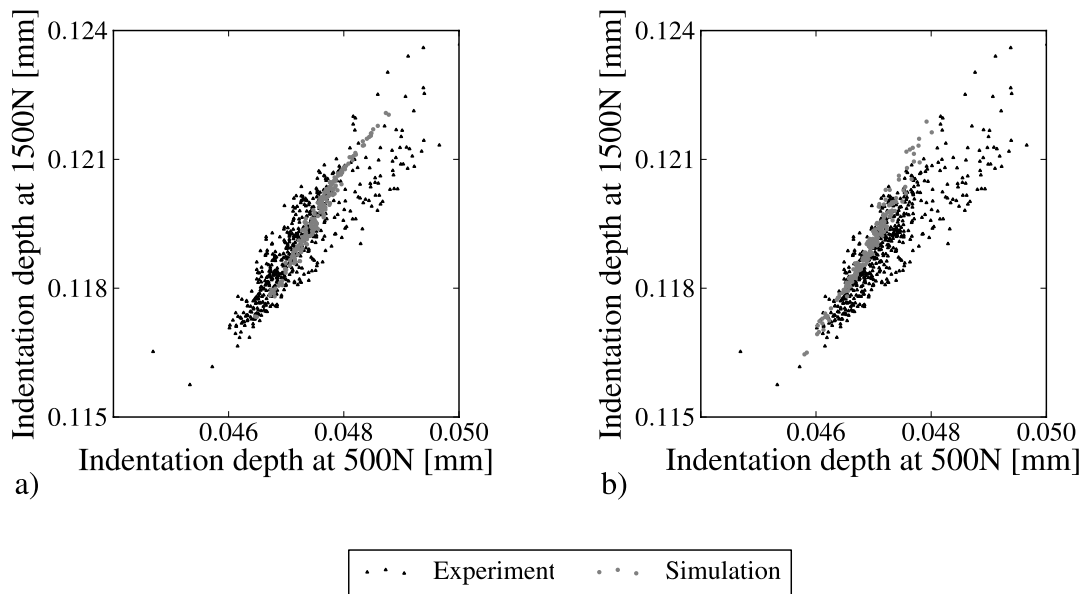 0.124
0.121
0.118
0.115
0.046 0.048 0.050
Indentation depth at 1500N [mm]
Indentation depth at 500N [mm]
a)
0.124
0.121
0.118
0.115
0.046 0.048 0.050
Indentation depth at 1500N [mm]
Indentation depth at 500N [mm]
b)
Experiment Simulation